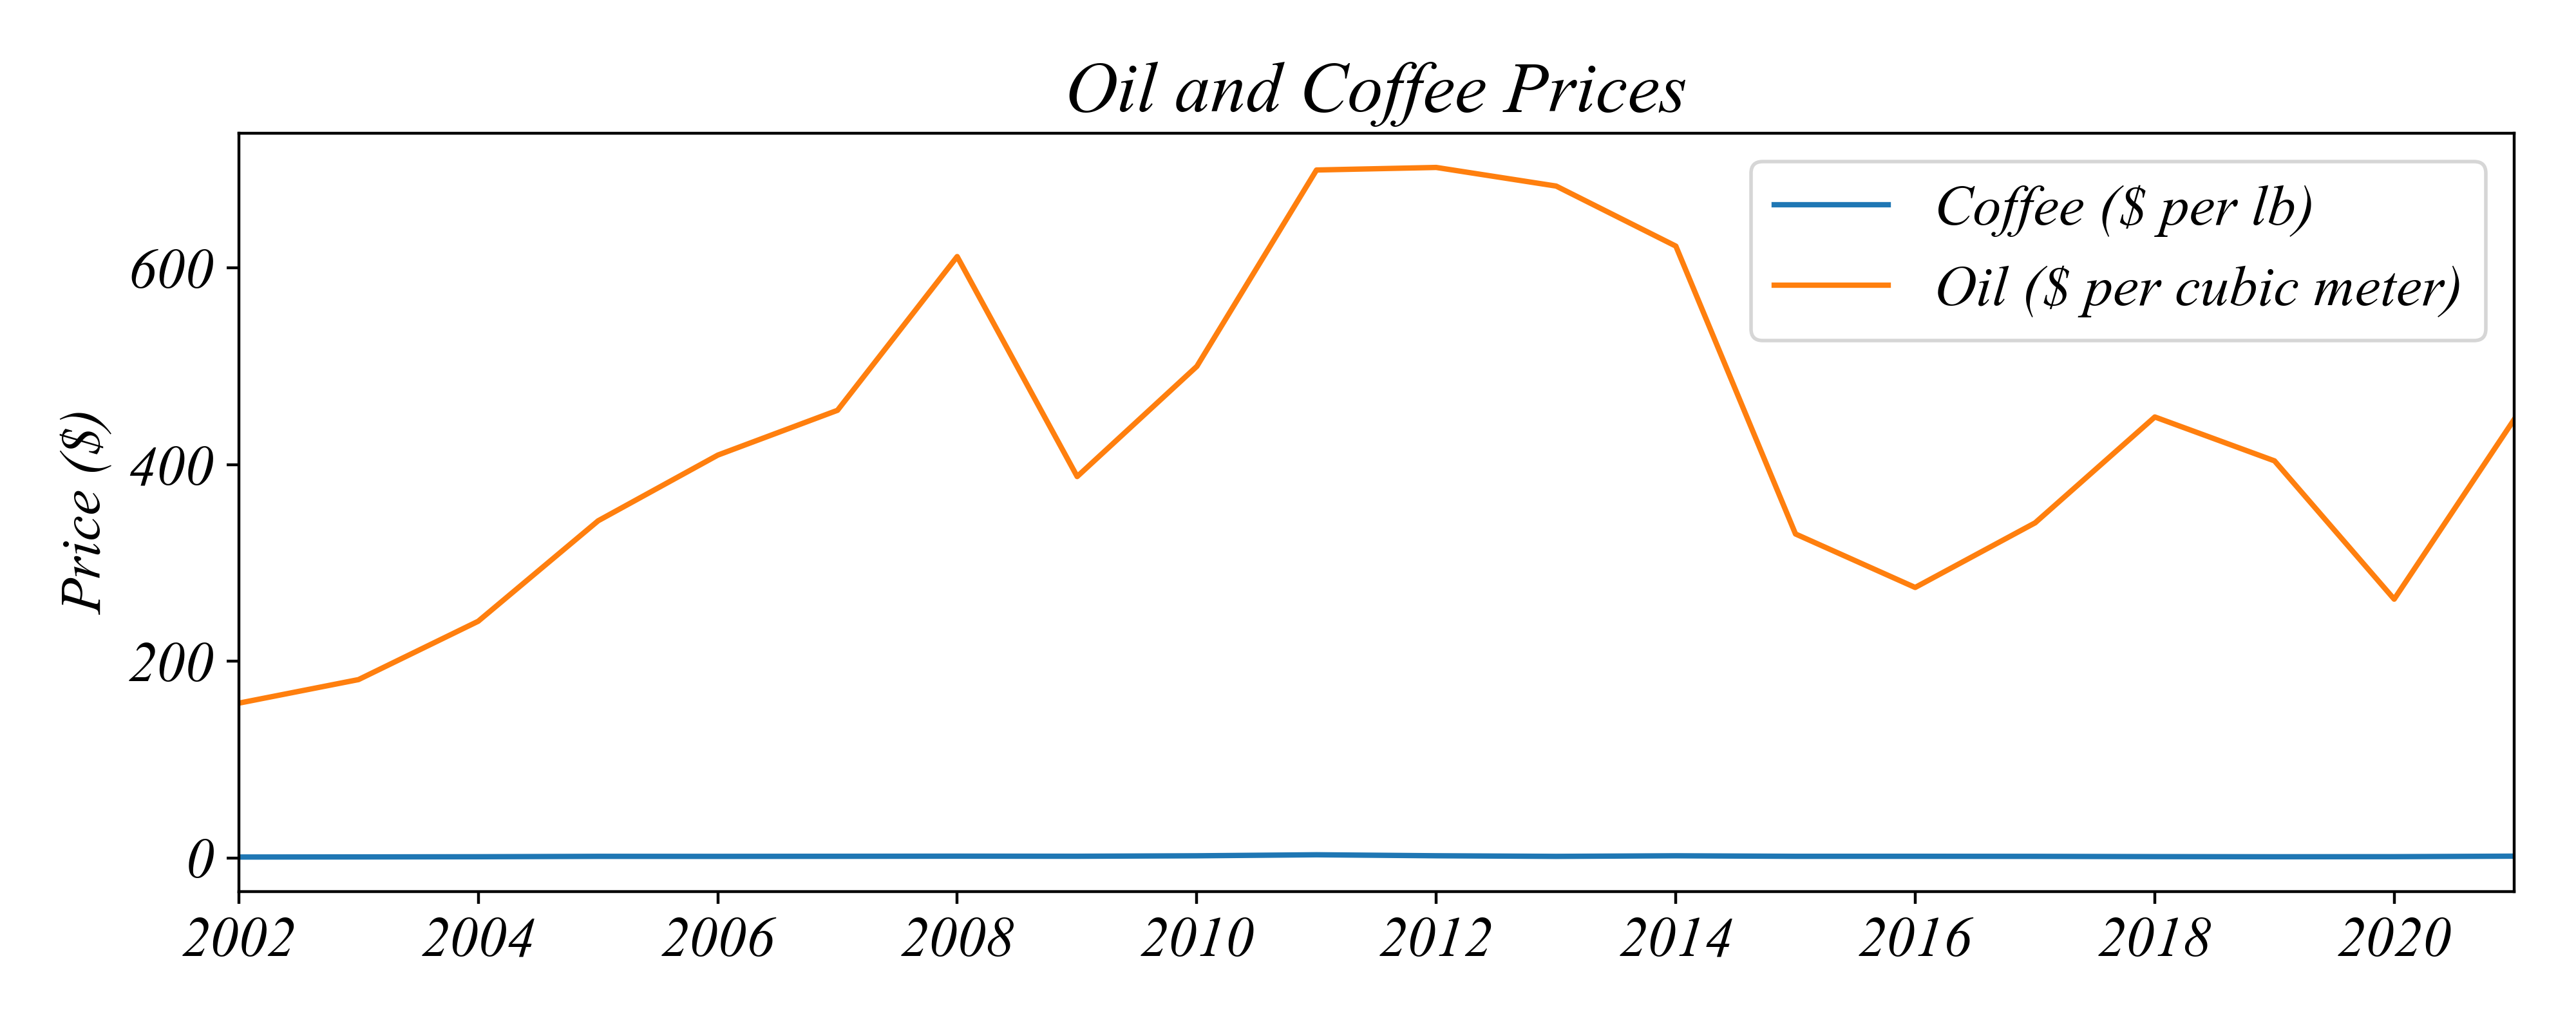 Oil and Coffee Prices
Coffee ($ per lb)
Oil ($ per cubic meter)
Price ($)
600
400
200
0
2002 2004 2006 2008 2010 2012 2014 2016 2018 2020